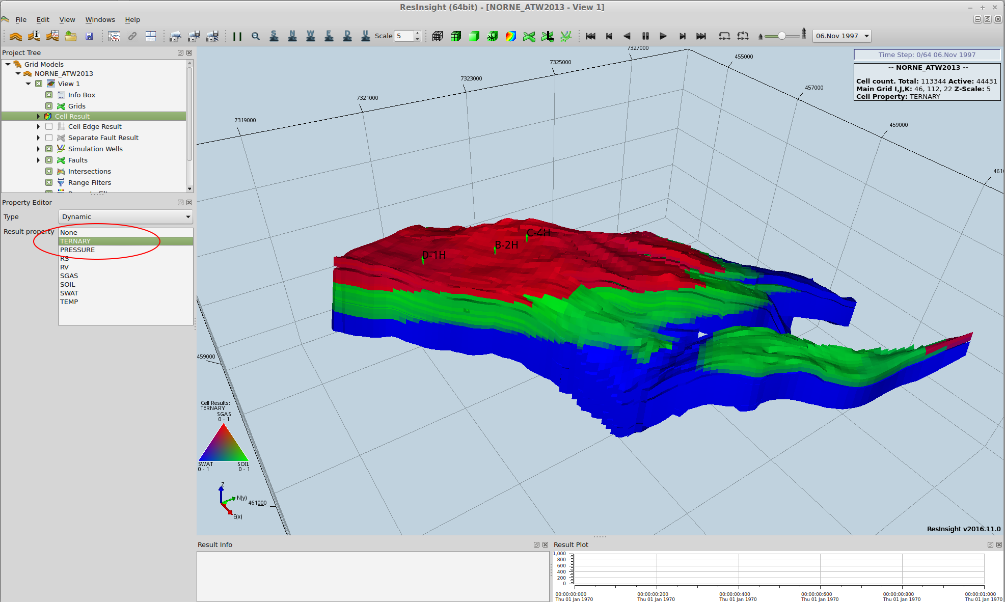 ResInsight (64bit) - [NORNE_ATW2013 - View 1]
File Edit View Windows Help
S N W E D U Scale 5 06.Nov 1997
Project Tree
Grid Models
NORNE_ATW2013
View 1
Info Box
Grids
Cell Result
Cell Edge Result
Separate Fault Result
Simulation Wells
Faults
Intersections
Range Filters
Property Editor
Type Dynamic
Result property
None
TERNARY
PRESSURE
RS
RV
SGAS
SOIL
SWAT
TEMP
7319000
7321000
7323000
7325000
7327000
455000
457000
459000
461
Time Step: 0/64 06.Nov 1997
-- NORNE_ATW2013 --
Cell count. Total: 113344 Active: 44431
Main Grid I,J,K: 46, 112, 22 Z-Scale: 5
Cell Property: TERNARY
D-1H
B-2H
C-4H
459000
461000
Cell Results:
TERNARY
SGAS
0 - 1
SWAT SOIL
0 - 1 0 - 1
Z
N(y)
E(x)
ResInsight v2016.11.0
Result Info
Result Plot
1,000
800
600
400
200
0
00:00:00:000 00:00:00:200 00:00:00:400 00:00:00:600 00:00:00:800 00:00:01:000
Thu 01 Jan 1970 Thu 01 Jan 1970 Thu 01 Jan 1970 Thu 01 Jan 1970 Thu 01 Jan 1970 Thu 01 Jan 1970